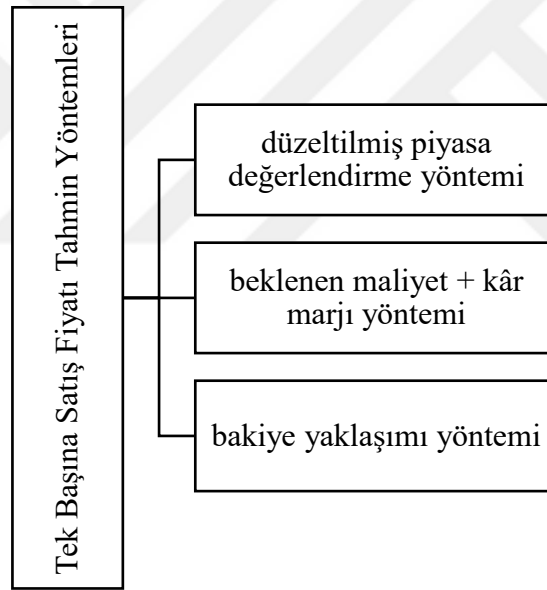 Tek Başına Satış Fiyatı Tahmin Yöntemleri
düzeltilmiş piyasa
değerlendirme yöntemi
beklenen maliyet + kâr
marjı yöntemi
bakiye yaklaşımı yöntemi